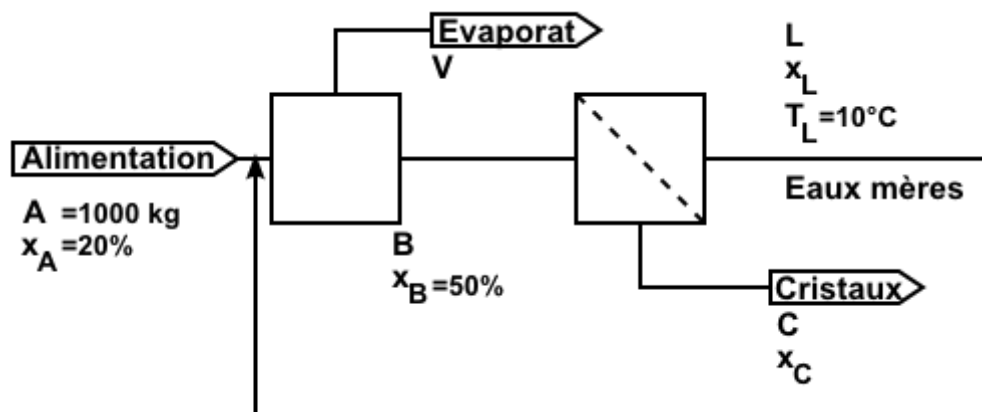 Evaporat
V
L
x_L
T_L=10°C
Alimentation
A =1000 kg
x_A=20%
B
x_B=50%
Eaux mères
Cristaux
C
x_C